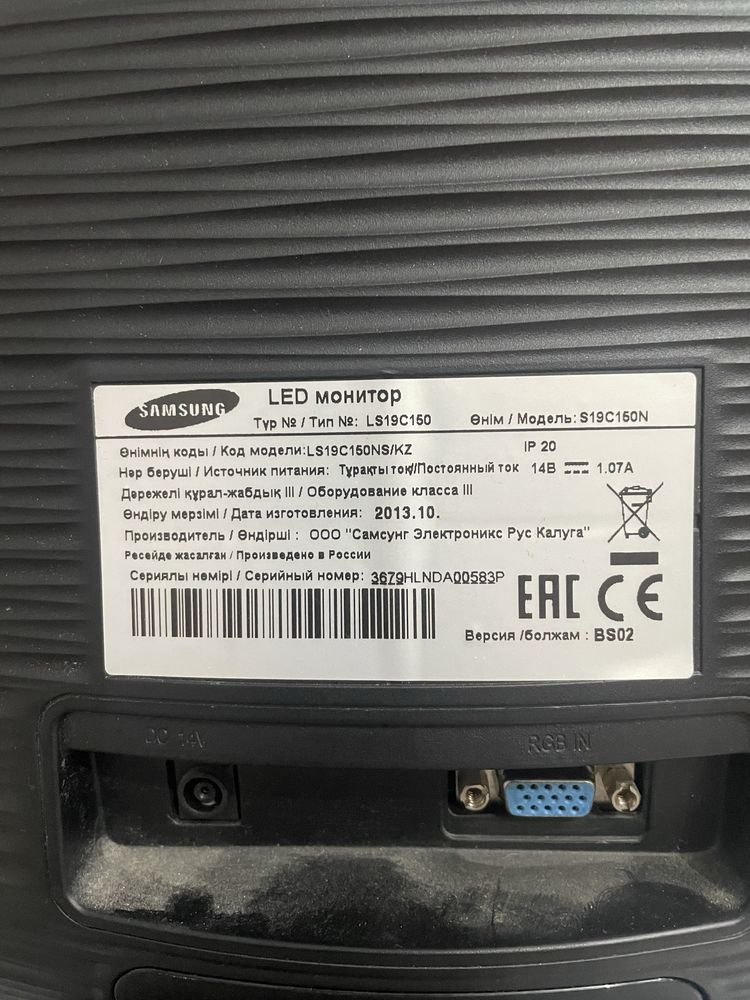 SAMSUNG
LED монитор
Түр № / Тип №: LS19C150 Өнім / Модель: S19C150N
Өнімнің коды / Код модели:LS19C150NS/KZ IP 20
Нәр беруші / Источник питания: Тұрақты ток//Постоянный ток 14В 1.07А
Дәрежелі құрал-жабдық III / Оборудование класса III
Өндіру мерзімі / Дата изготовления: 2013.10.
Производитель / Өндірші : ООО "Самсунг Электроникс Рус Калуга"
Ресейде жасалған / Произведено в России
Сериялы нөмірі / Серийный номер: 3679HLNDA00583P
EAC CE
Версия /болжам : BS02
DC 14V RGB IN